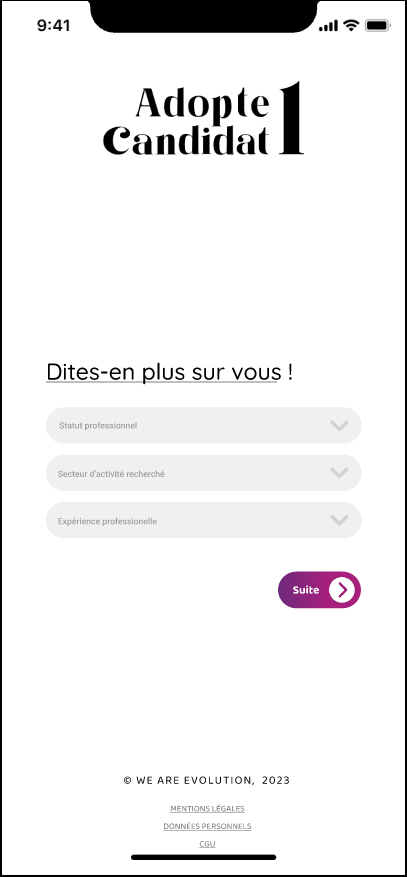 9:41
Adopte 1
Candidat
Dites-en plus sur vous !
Statut professionnel
Secteur d'activité recherché
Expérience professionelle
Suite
© WE ARE EVOLUTION, 2023
MENTIONS LÉGALES
DONNÉES PERSONNELS
CGU